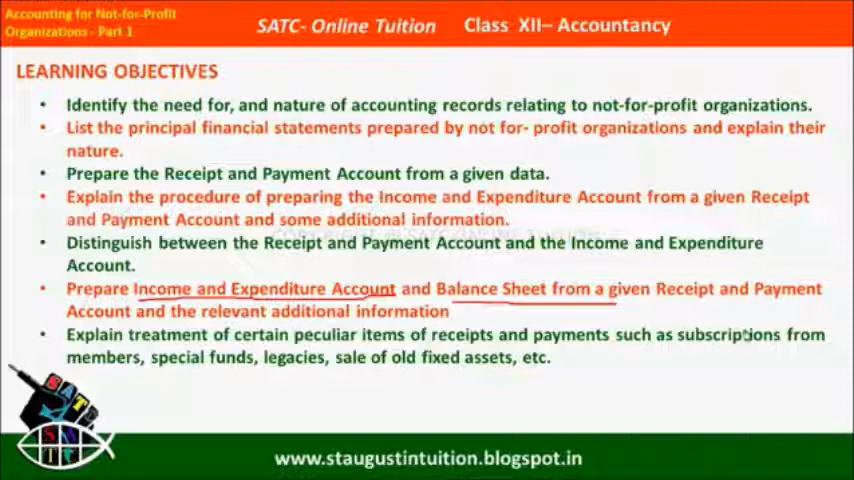 Accounting for Not-for-Profit
Organizations - Part 1
SATC- Online Tuition
Class XII– Accountancy
LEARNING OBJECTIVES
• Identify the need for, and nature of accounting records relating to not-for-profit organizations.
• List the principal financial statements prepared by not for- profit organizations and explain their
nature.
• Prepare the Receipt and Payment Account from a given data.
• Explain the procedure of preparing the Income and Expenditure Account from a given Receipt
and Payment Account and some additional information.
COPYRIGHT @ SATC-ONLINE TUITION
• Distinguish between the Receipt and Payment Account and the Income and Expenditure
Account.
• Prepare Income and Expenditure Account and Balance Sheet from a given Receipt and Payment
Account and the relevant additional information
• Explain treatment of certain peculiar items of receipts and payments such as subscriptions from
members, special funds, legacies, sale of old fixed assets, etc.
SATC
www.staugustintuition.blogspot.in